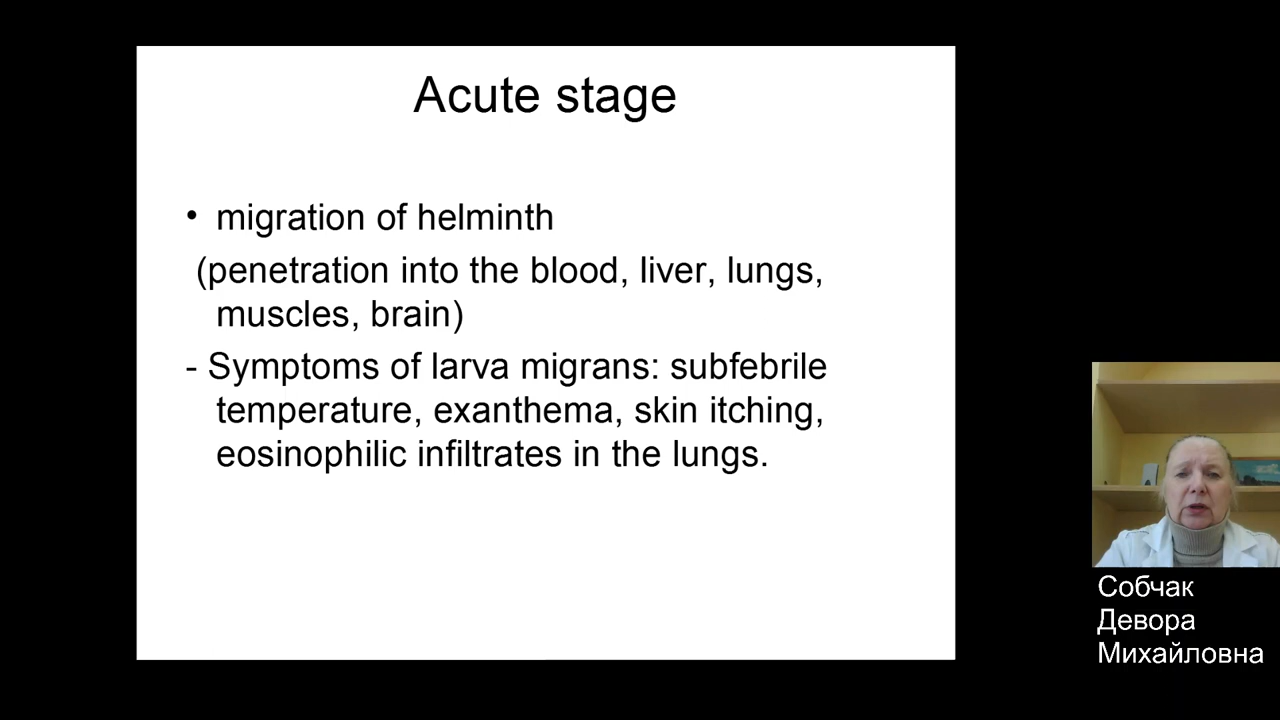 Acute stage
• migration of helminth
(penetration into the blood, liver, lungs,
muscles, brain)
- Symptoms of larva migrans: subfebrile
temperature, exanthema, skin itching,
eosinophilic infiltrates in the lungs.
Собчак
Девора
Михайловна